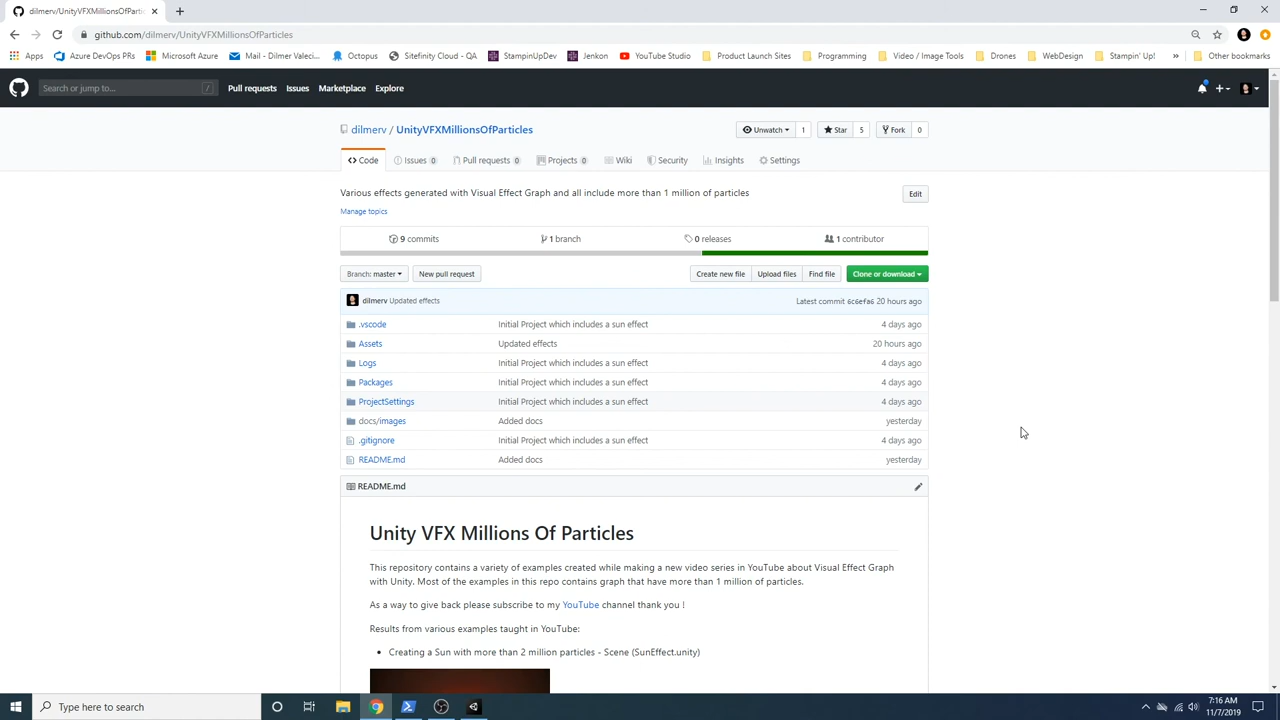 dilmerv/UnityVFXMillionsOfPartic
github.com/dilmerv/UnityVFXMillionsOfParticles
Apps Azure DevOps PRs Microsoft Azure Mail - Dilmer Valeci... Octopus Sitefinity Cloud - QA StampinUpDev Jenkon YouTube Studio Product Launch Sites Programming Video / Image Tools Drones WebDesign Stampin' Up! » Other bookmarks
Search or jump to... / Pull requests Issues Marketplace Explore
dilmerv / UnityVFXMillionsOfParticles Unwatch 1 Star 5 Fork 0
Code Issues 0 Pull requests 0 Projects 0 Wiki Security Insights Settings
Various effects generated with Visual Effect Graph and all include more than 1 million of particles Edit
Manage topics
9 commits 1 branch 0 releases 1 contributor
Branch: master New pull request Create new file Upload files Find file Clone or download
dilmerv Updated effects Latest commit 6c6efa6 20 hours ago
.vscode Initial Project which includes a sun effect 4 days ago
Assets Updated effects 20 hours ago
Logs Initial Project which includes a sun effect 4 days ago
Packages Initial Project which includes a sun effect 4 days ago
ProjectSettings Initial Project which includes a sun effect 4 days ago
docs/images Added docs yesterday
.gitignore Initial Project which includes a sun effect 4 days ago
README.md Added docs yesterday
README.md
Unity VFX Millions Of Particles
This repository contains a variety of examples created while making a new video series in YouTube about Visual Effect Graph
with Unity. Most of the examples in this repo contains graph that have more than 1 million of particles.
As a way to give back please subscribe to my YouTube channel thank you !
Results from various examples taught in YouTube:
• Creating a Sun with more than 2 million particles - Scene (SunEffect.unity)
Type here to search
7:16 AM
11/7/2019